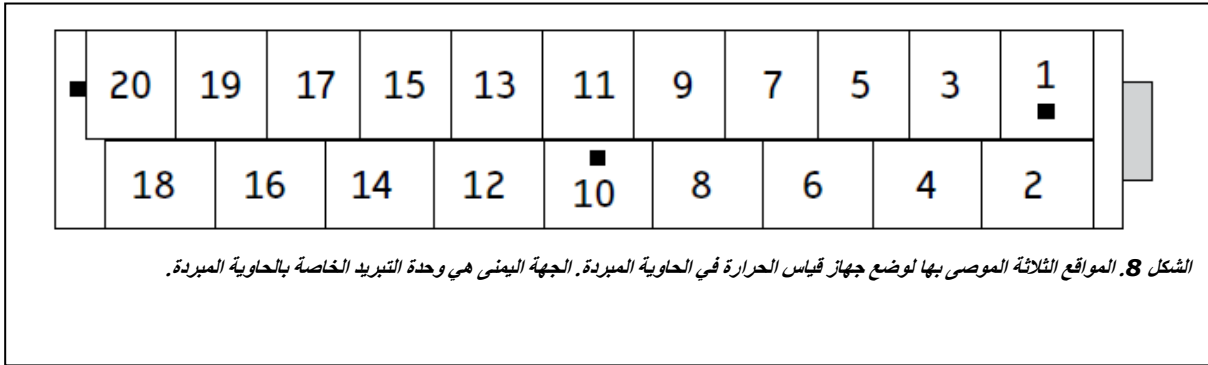 20 19 17 15 13 11 9 7 5 3 1
18 16 14 12 10 8 6 4 2
الشكل 8. المواقع الثلاثة الموصى بها لوضع جهاز قياس الحرارة في الحاوية المبردة. الجهة اليمنى هي وحدة التبريد الخاصة بالحاوية المبردة.